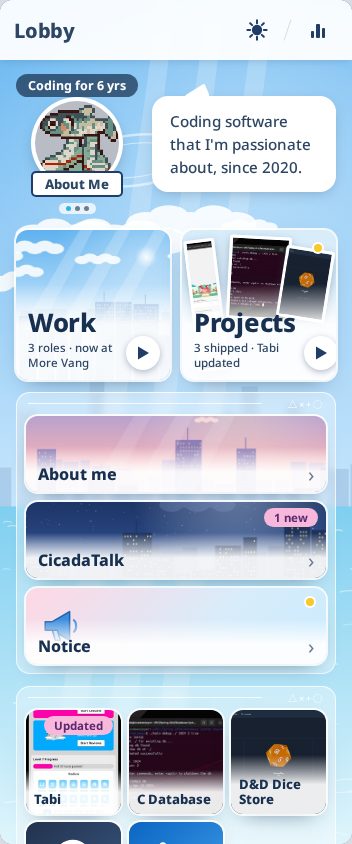 Lobby
Coding for 6 yrs
Coding software
that I'm passionate
about, since 2020.
About Me
Work
3 roles · now at
More Vang
Projects
3 shipped · Tabi
updated
About me
1 new
CicadaTalk
Notice
Updated
Tabi
C Database
D&D Dice
Store